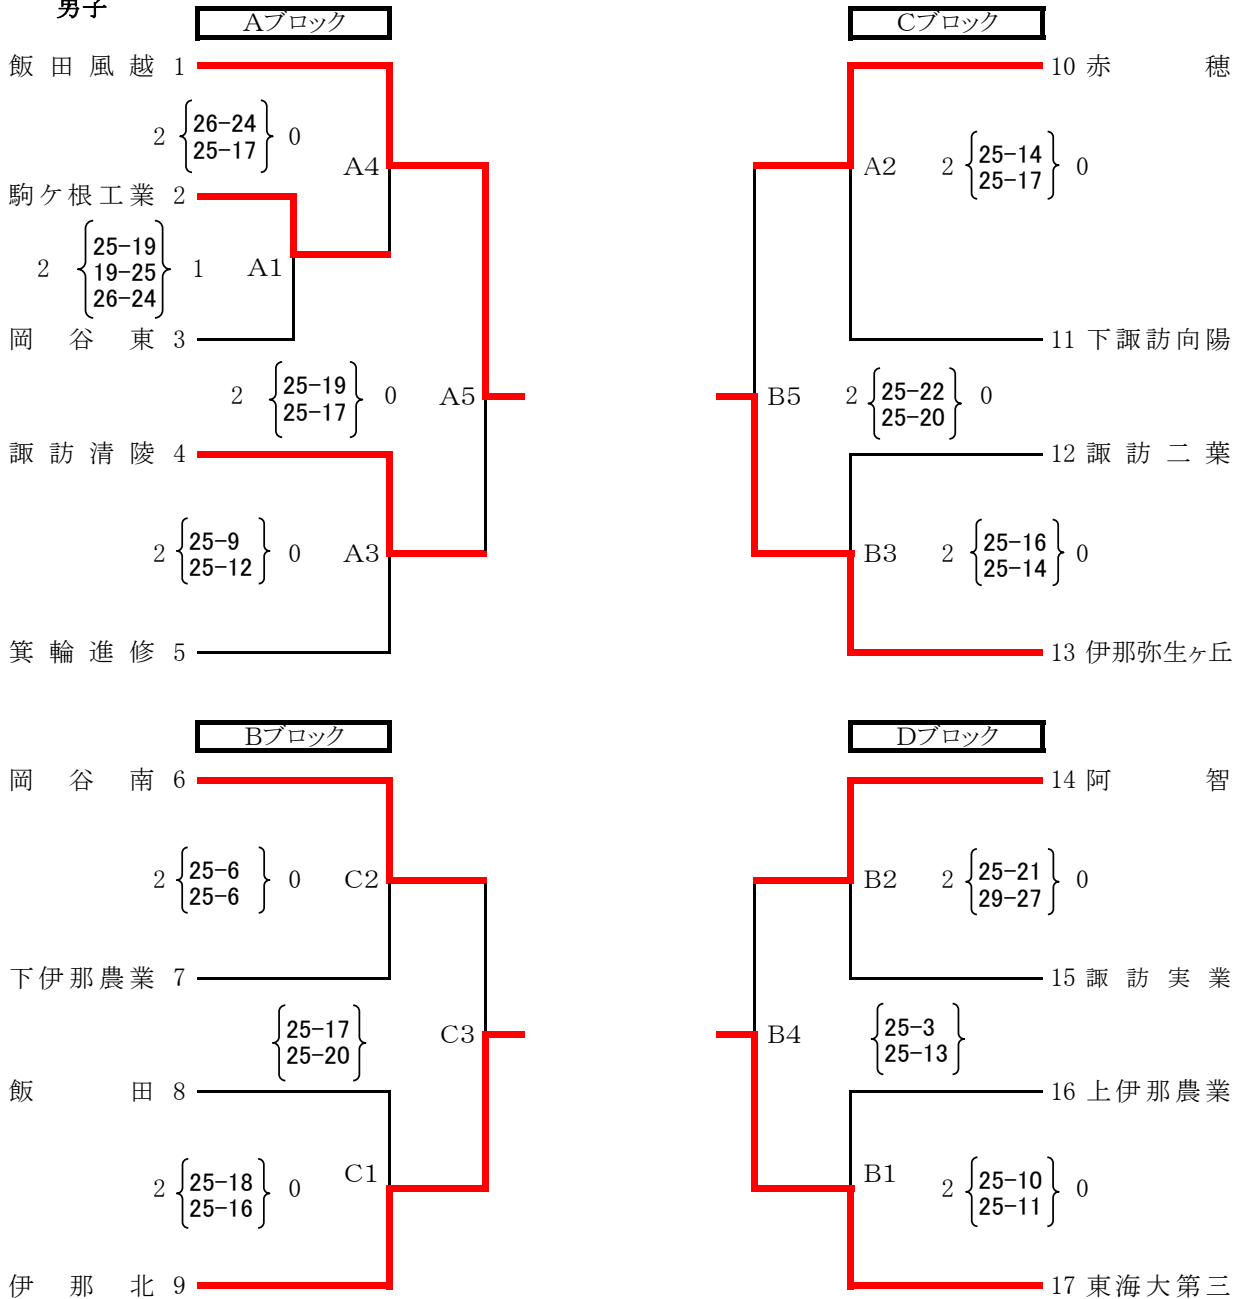 男子
Aブロック
飯田風越 1
2 26-24 0
25-17
A4
駒ケ根工業 2
2 25-19 1
19-25
26-24
A1
岡谷東 3
2 25-19 0
25-17
A5
諏訪清陵 4
2 25-9 0
25-12
A3
箕輪進修 5
Cブロック
10 赤穂
A2
2 25-14 0
25-17
11 下諏訪向陽
B5
2 25-22 0
25-20
12 諏訪二葉
B3
2 25-16 0
25-14
13 伊那弥生ヶ丘
Bブロック
岡谷南 6
2 25-6 0
25-6
C2
下伊那農業 7
25-17
25-20
C3
飯田 8
2 25-18 0
25-16
C1
伊那北 9
Dブロック
14 阿智
B2
2 25-21 0
29-27
15 諏訪実業
B4
25-3
25-13
16 上伊那農業
B1
2 25-10 0
25-11
17 東海大第三